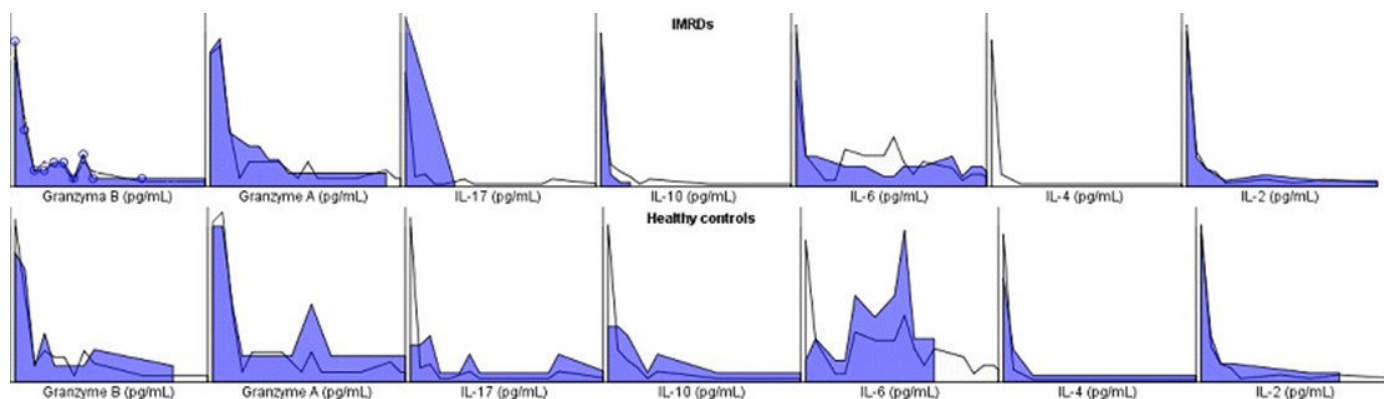 IMRDs
Granzyma B (pg/mL) Granzyme A (pg/mL) IL-17 (pg/mL) IL-10 (pg/mL) IL-6 (pg/mL) IL-4 (pg/mL) IL-2 (pg/mL)
Healthy controls
Granzyme B (pg/mL) Granzyme A (pg/mL) IL-17 (pg/mL) IL-10 (pg/mL) IL-6 (pg/mL) IL-4 (pg/mL) IL-2 (pg/mL)